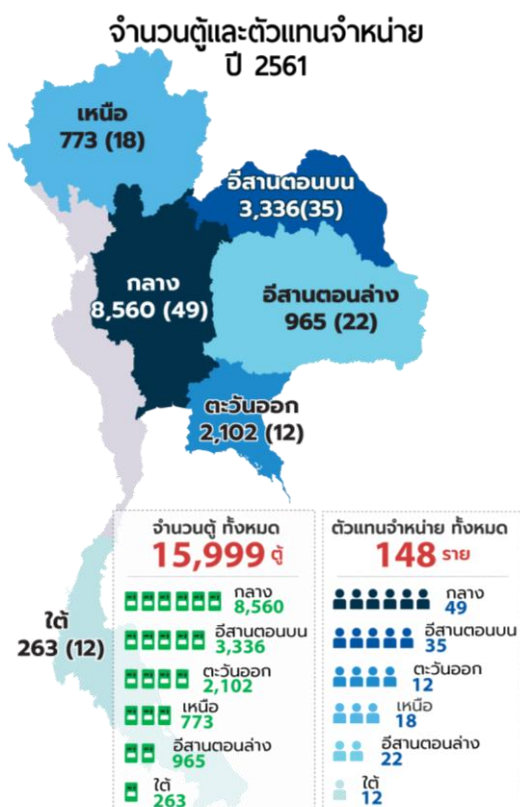 จำนวนตู้และตัวแทนจำหน่าย
ปี 2561
เหนือ
773 (18)
อีสานตอนบน
3,336(35)
กลาง
8,560 (49)
อีสานตอนล่าง
965 (22)
ตะวันออก
2,102 (12)
ใต้
263 (12)
จำนวนตู้ ทั้งหมด
15,999 ตู้
กลาง
8,560
อีสานตอนบน
3,336
ตะวันออก
2,102
เหนือ
773
อีสานตอนล่าง
965
ใต้
263
ตัวแทนจำหน่าย ทั้งหมด
148 ราย
กลาง
49
อีสานตอนบน
35
ตะวันออก
12
เหนือ
18
อีสานตอนล่าง
22
ใต้
12